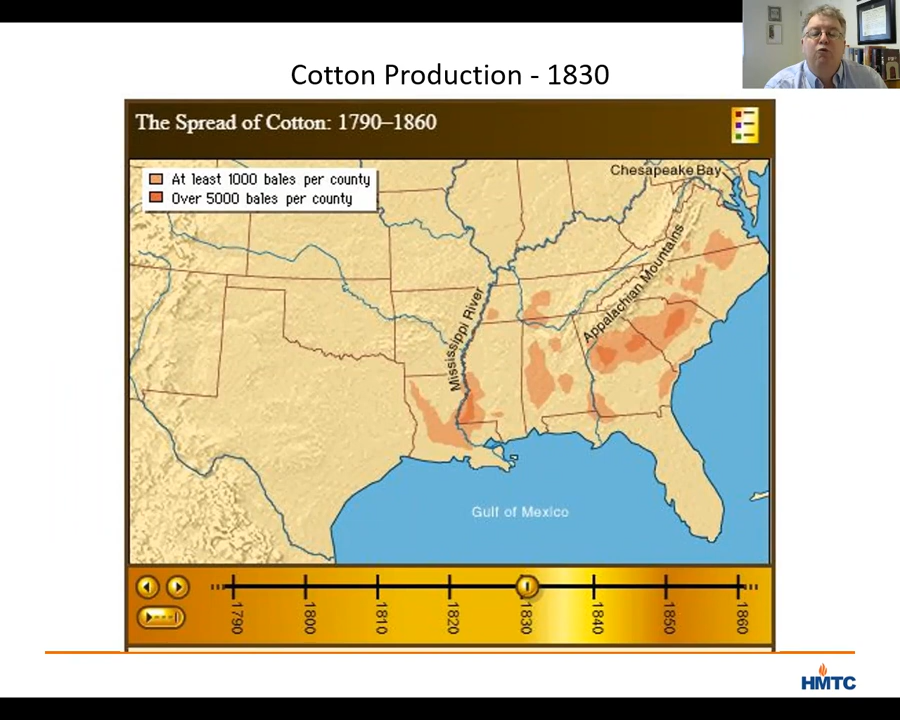 Cotton Production - 1830
The Spread of Cotton: 1790–1860
At least 1000 bales per county
Over 5000 bales per county
Chesapeake Bay
Appalachian Mountains
Mississippi River
Gulf of Mexico
1790 1800 1810 1820 1830 1840 1850 1860
HMTC